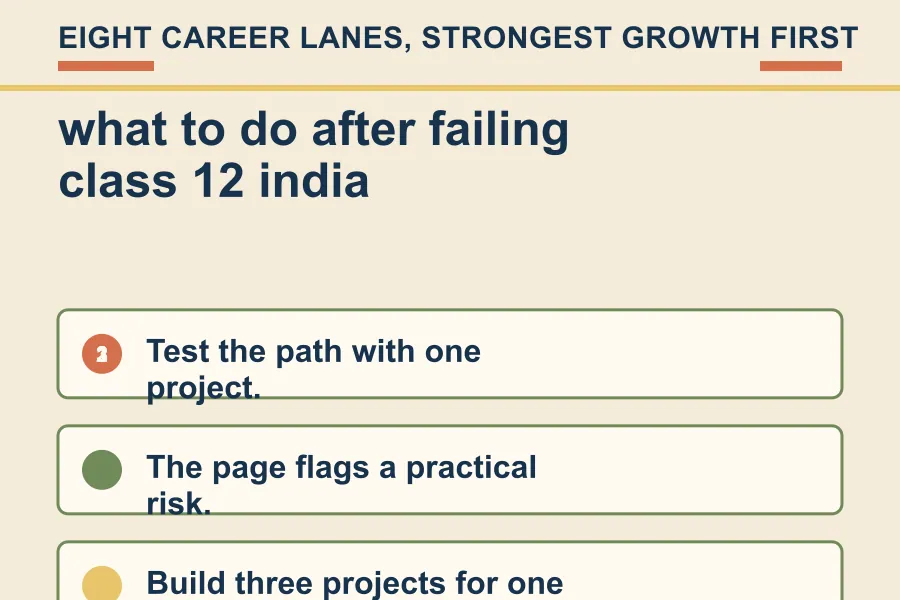 EIGHT CAREER LANES, STRONGEST GROWTH FIRST
what to do after failing
class 12 india
Test the path with one
project.
The page flags a practical
risk.
Build three projects for one